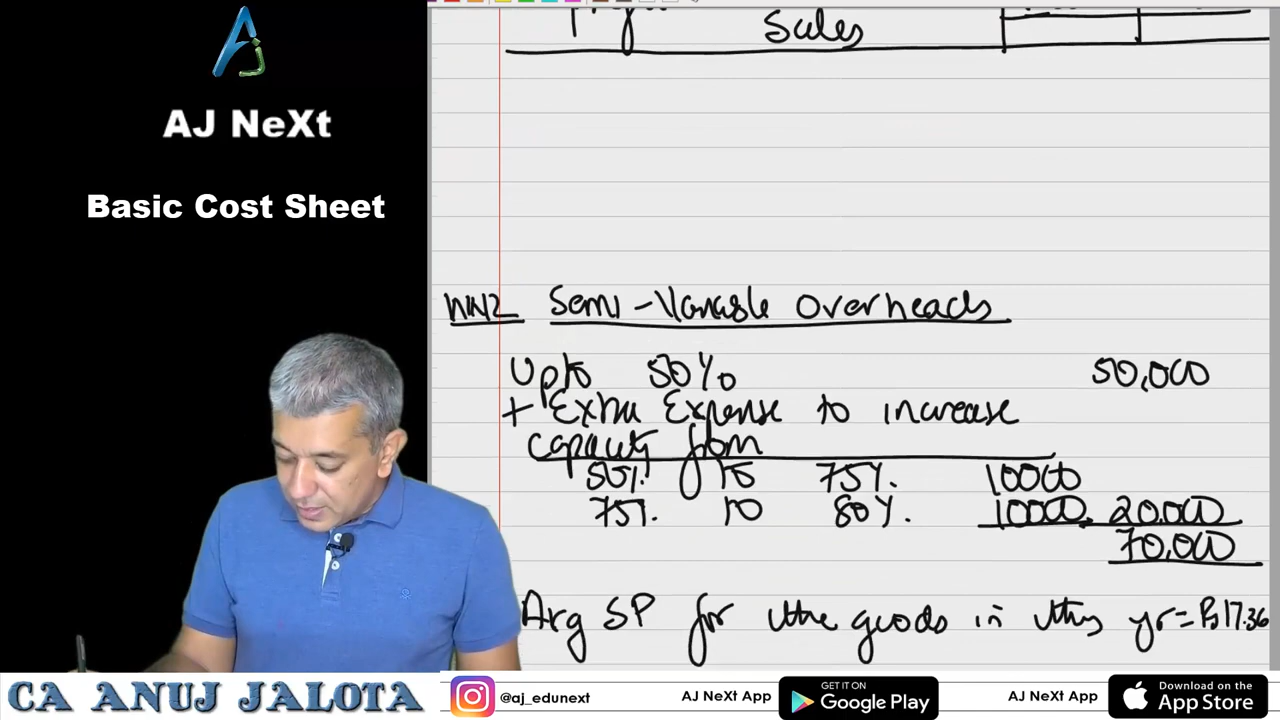 AJ NeXt
Basic Cost Sheet
Sales
WN2 Semi-Variable Overheads
Upto 50% 50,000
+ Extra Expense to increase
capacity from
50% to 75% 10000
75% to 80% 10000 20,000
70,000
Avg SP for the goods in this yr = Rs 17.36
CA ANUJ JALOTA
@aj_edunext
AJ NeXt App
GET IT ON
Google Play
AJ NeXt App
Download on the
App Store